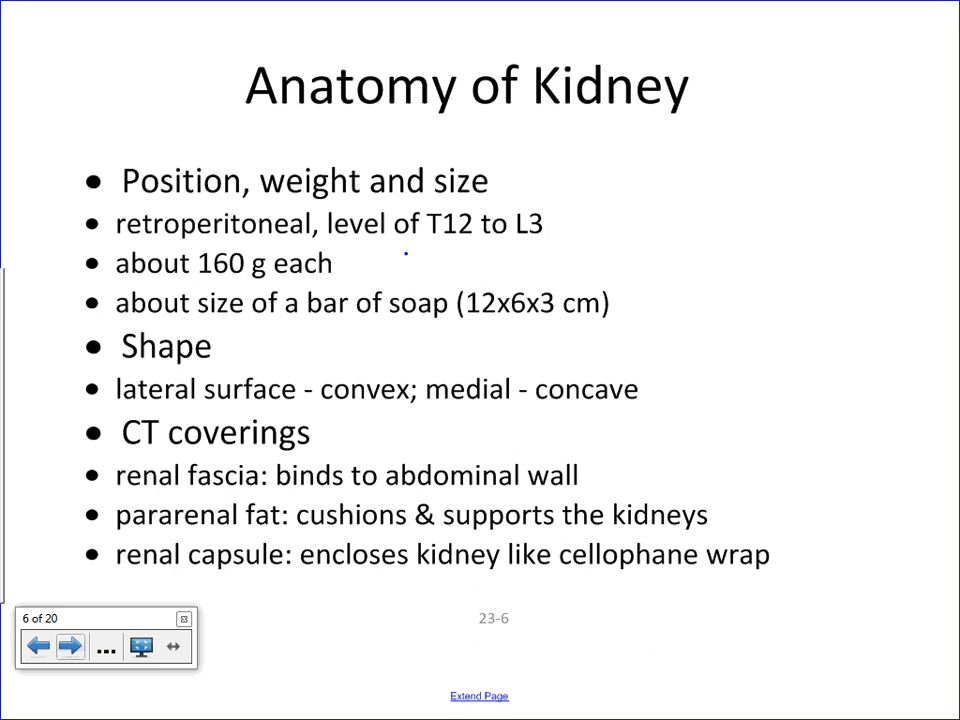 Anatomy of Kidney
• Position, weight and size
• retroperitoneal, level of T12 to L3
• about 160 g each
• about size of a bar of soap (12x6x3 cm)
• Shape
• lateral surface - convex; medial - concave
• CT coverings
• renal fascia: binds to abdominal wall
• pararenal fat: cushions & supports the kidneys
• renal capsule: encloses kidney like cellophane wrap
23-6
6 of 20
...
Extend Page